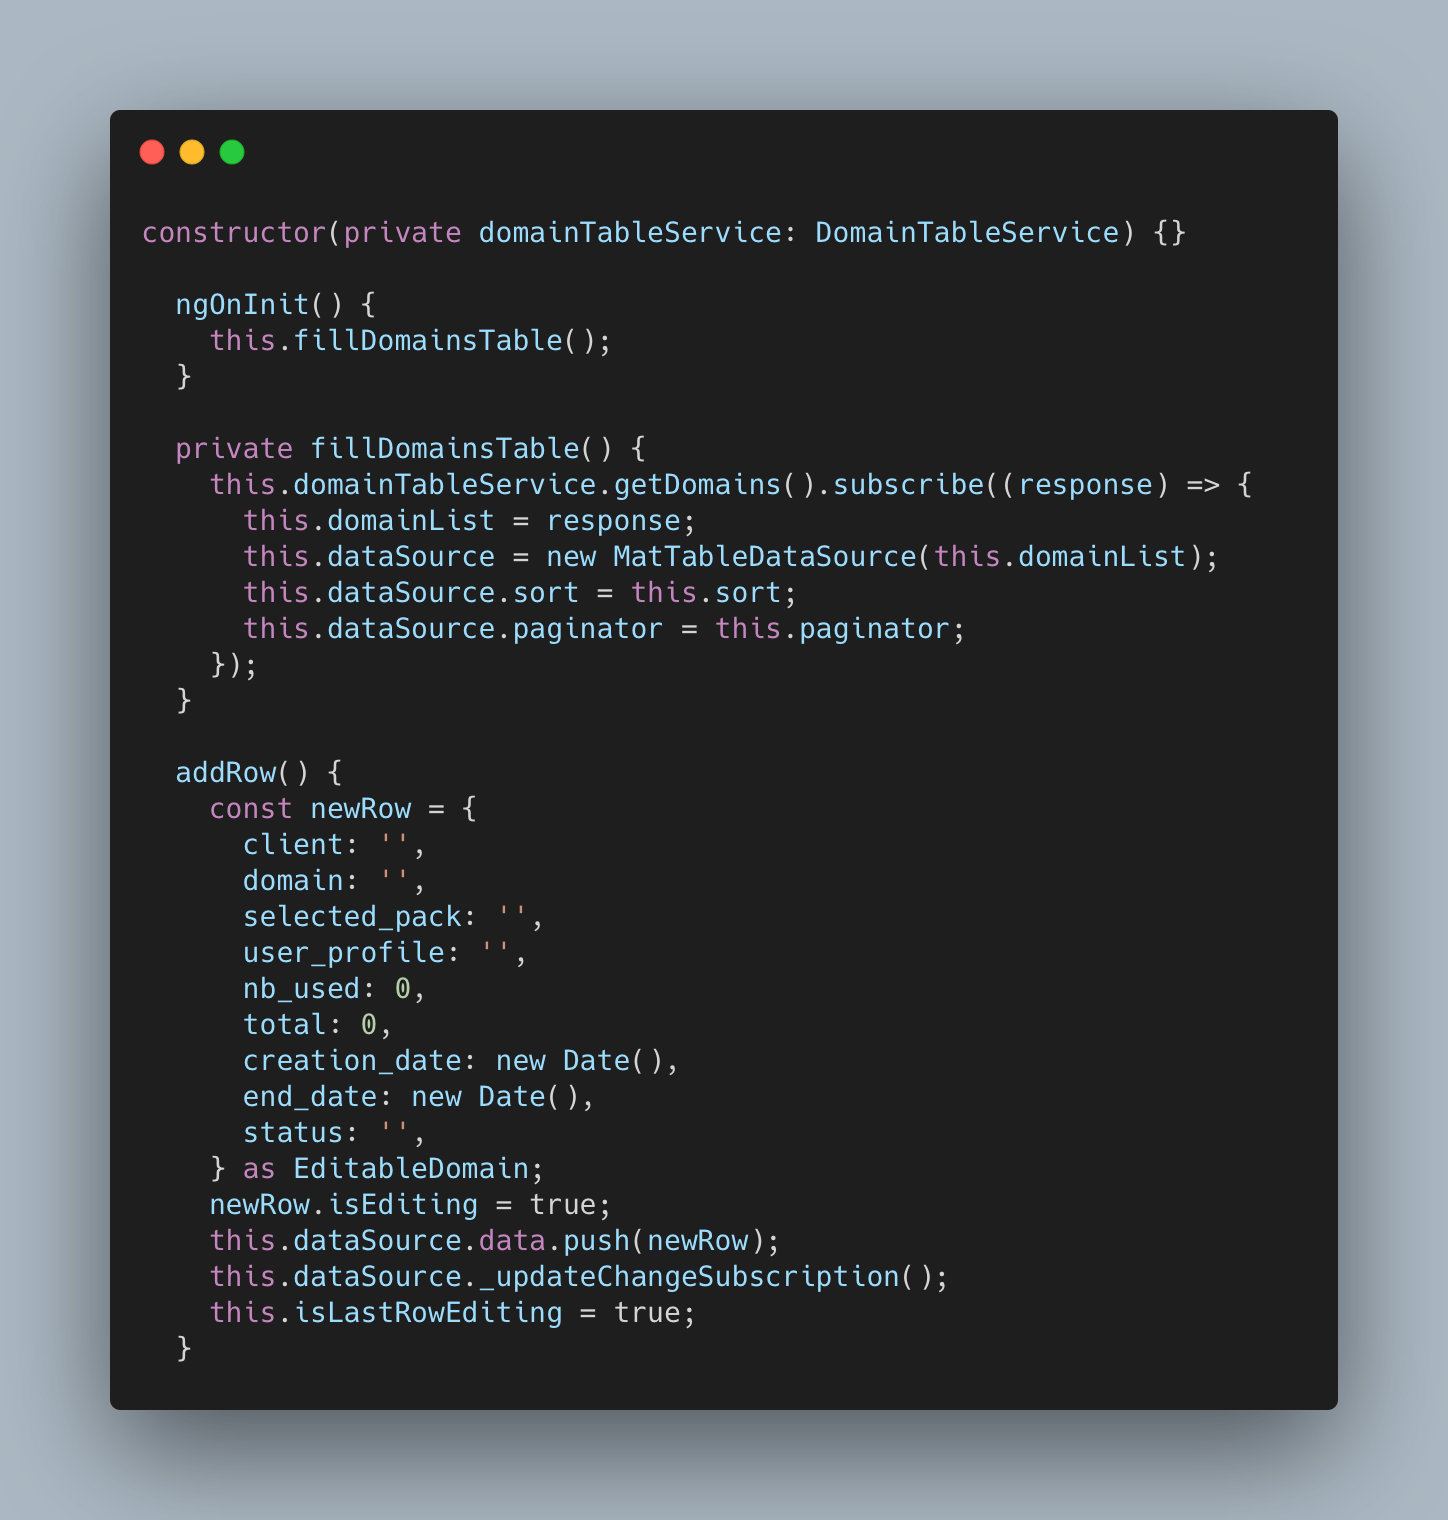 constructor(private domainTableService: DomainTableService) {}

  ngOnInit() {
    this.fillDomainsTable();
  }

  private fillDomainsTable() {
    this.domainTableService.getDomains().subscribe((response) => {
      this.domainList = response;
      this.dataSource = new MatTableDataSource(this.domainList);
      this.dataSource.sort = this.sort;
      this.dataSource.paginator = this.paginator;
    });
  }

  addRow() {
    const newRow = {
      client: '',
      domain: '',
      selected_pack: '',
      user_profile: '',
      nb_used: 0,
      total: 0,
      creation_date: new Date(),
      end_date: new Date(),
      status: '',
    } as EditableDomain;
    newRow.isEditing = true;
    this.dataSource.data.push(newRow);
    this.dataSource._updateChangeSubscription();
    this.isLastRowEditing = true;
  }